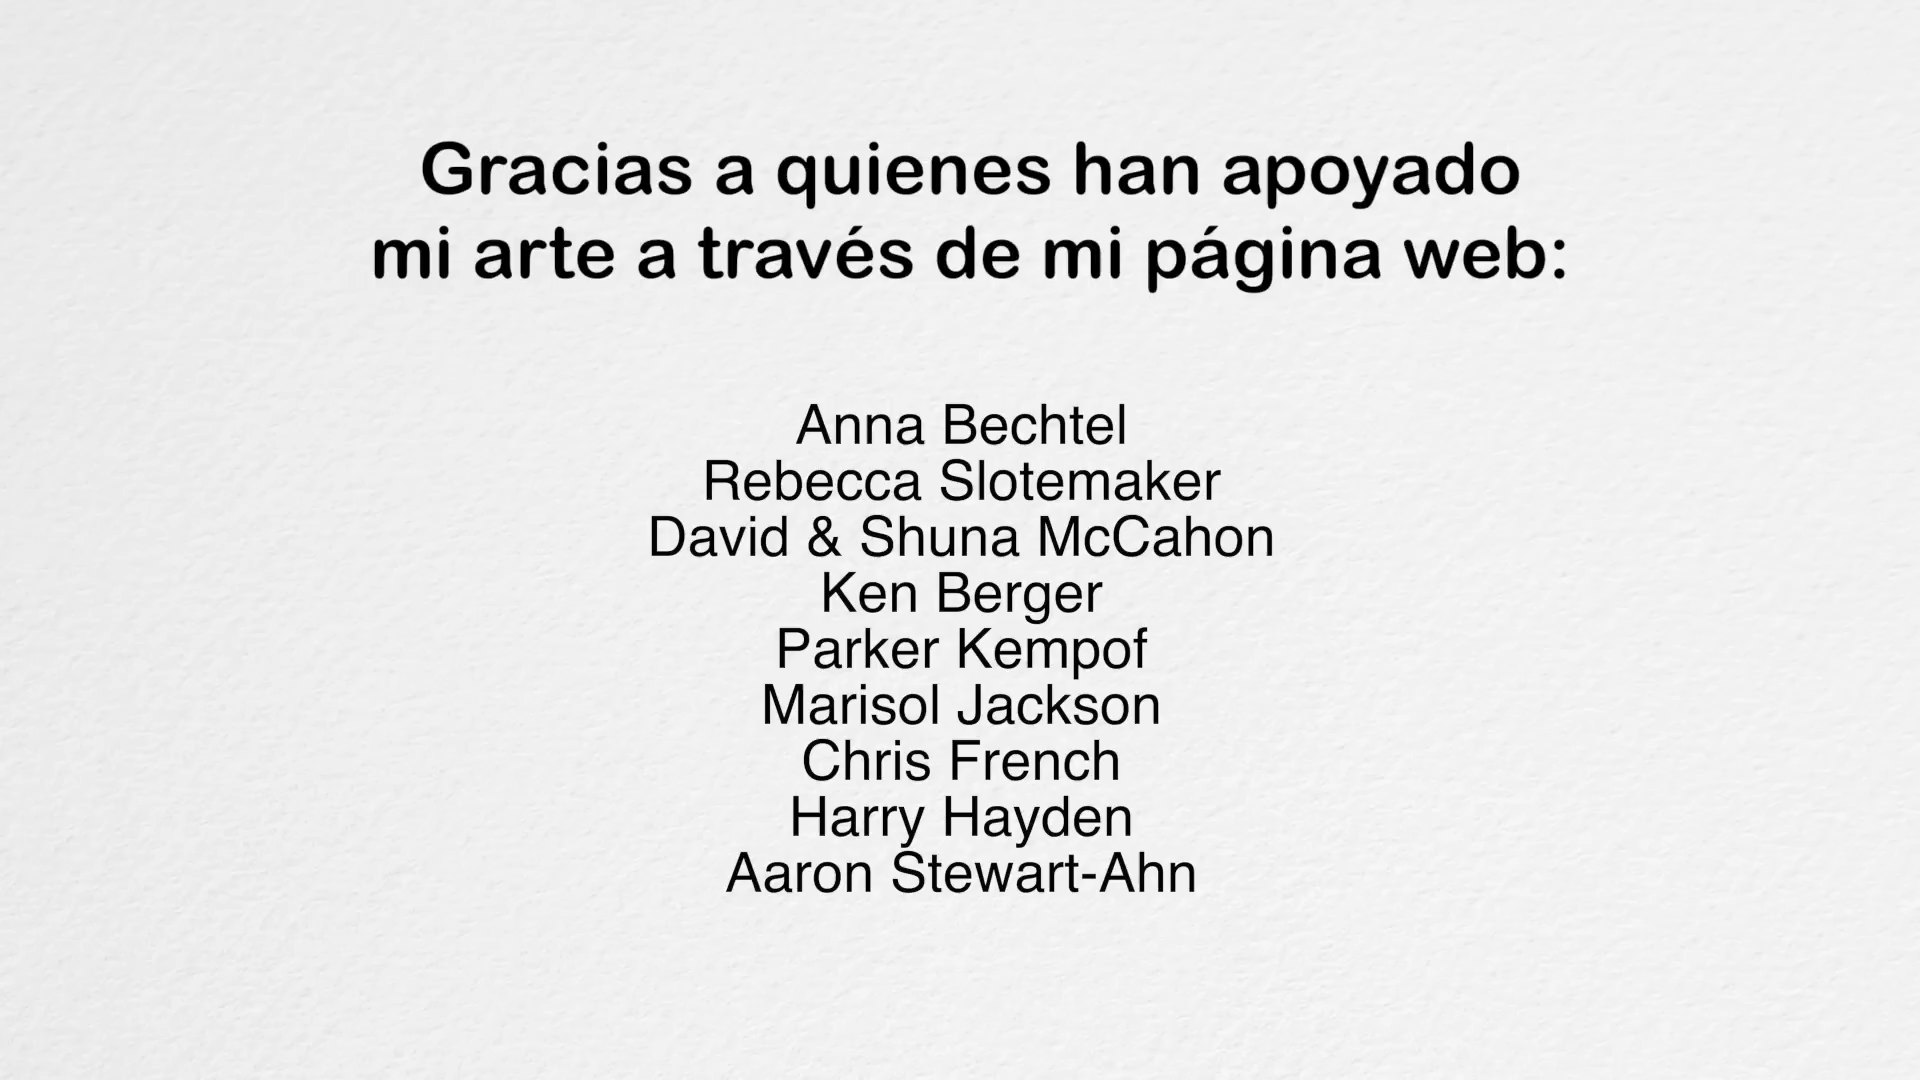 Gracias a quienes han apoyado
mi arte a través de mi página web:
Anna Bechtel
Rebecca Slotemaker
David & Shuna McCahon
Ken Berger
Parker Kempof
Marisol Jackson
Chris French
Harry Hayden
Aaron Stewart-Ahn